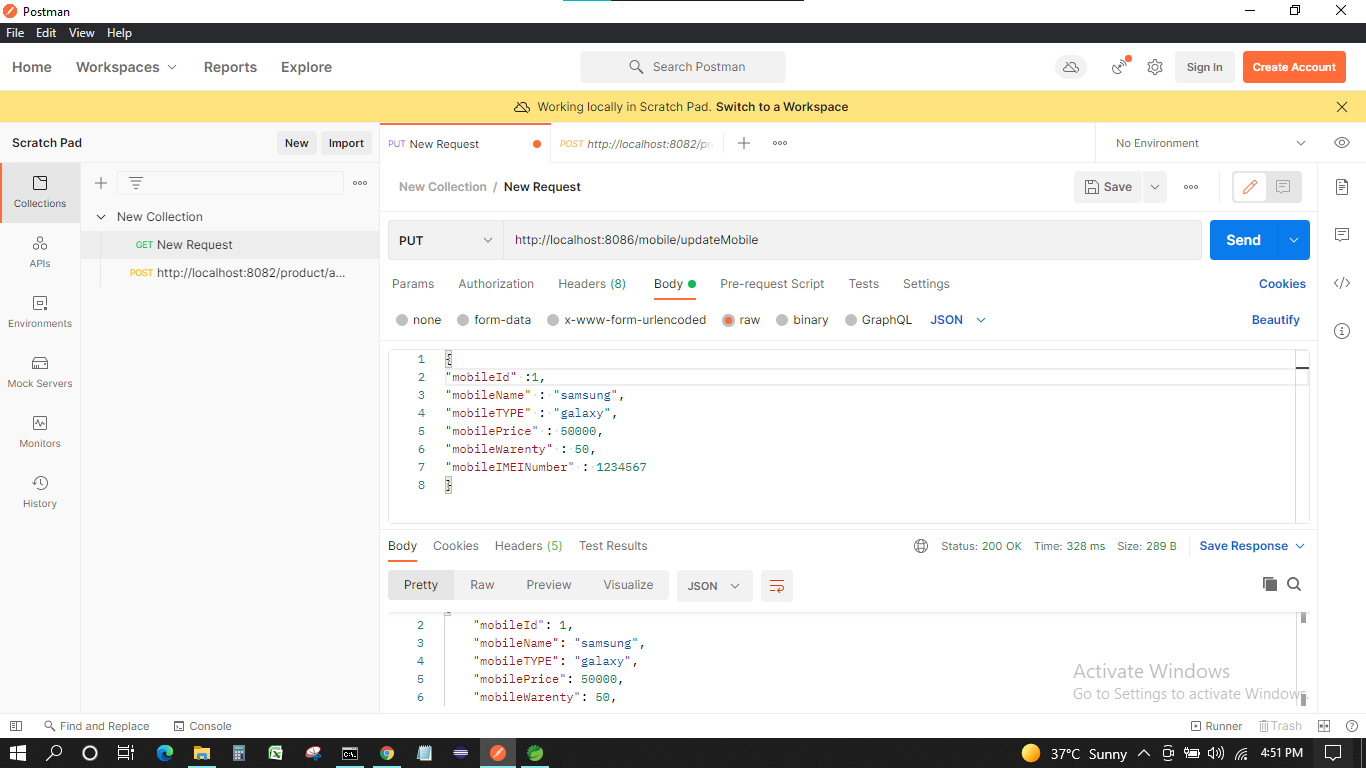 Postman
File Edit View Help
Home Workspaces Reports Explore Search Postman Sign In Create Account
Working locally in Scratch Pad. Switch to a Workspace
Scratch Pad New Import PUT New Request POST http://localhost:8082/pr No Environment
Collections
APIs
Environments
Mock Servers
Monitors
History
New Collection
GET New Request
POST http://localhost:8082/product/a...
New Collection / New Request Save
PUT http://localhost:8086/mobile/updateMobile Send
Params Authorization Headers (8) Body Pre-request Script Tests Settings Cookies
none form-data x-www-form-urlencoded raw binary GraphQL JSON Beautify
1 {
2 "mobileId" :1,
3 "mobileName" : "samsung",
4 "mobileTYPE" : "galaxy",
5 "mobilePrice" : 50000,
6 "mobileWarenty" : 50,
7 "mobileIMEINumber" : 1234567
8 }
Body Cookies Headers (5) Test Results Status: 200 OK Time: 328 ms Size: 289 B Save Response
Pretty Raw Preview Visualize JSON
2 "mobileId": 1,
3 "mobileName": "samsung",
4 "mobileTYPE": "galaxy",
5 "mobilePrice": 50000,
6 "mobileWarenty": 50,
Activate Windows
Go to Settings to activate Windows.
Find and Replace Console Runner Trash
37°C Sunny 4:51 PM